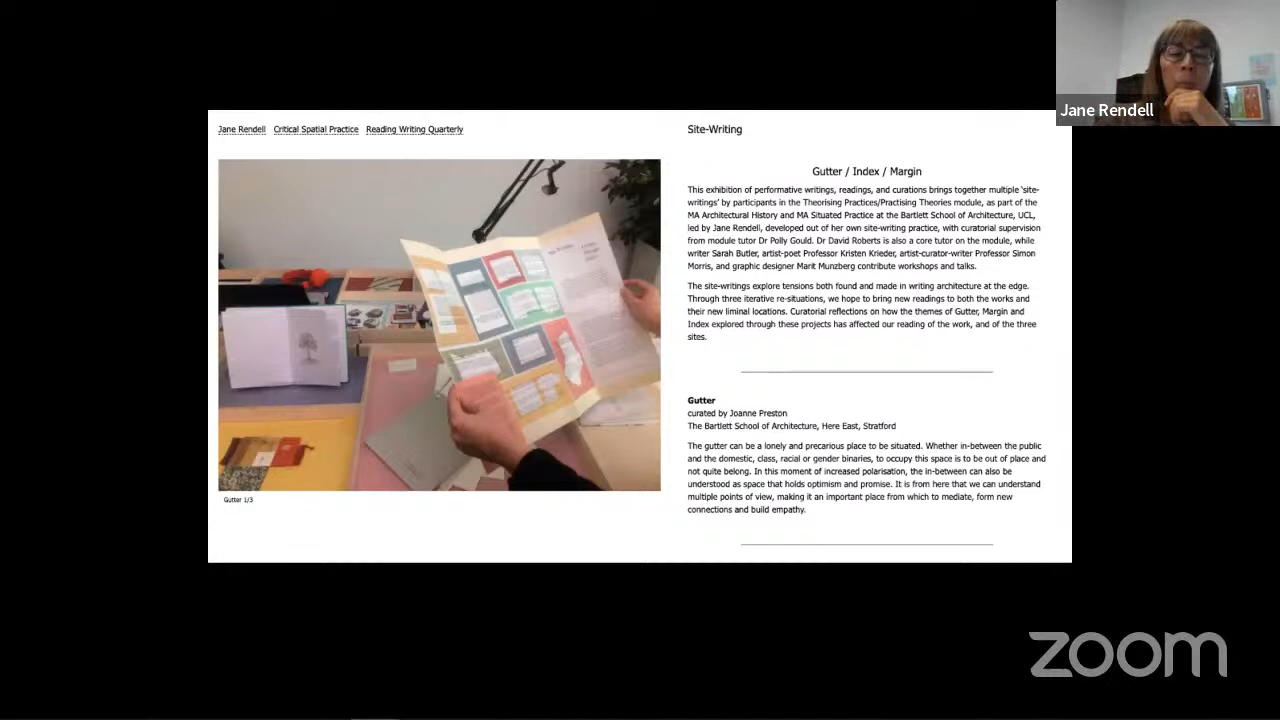 Jane Rendell
Jane Rendell Critical Spatial Practice Reading Writing Quarterly
Site-Writing
Gutter / Index / Margin
This exhibition of performative writings, readings, and curations brings together multiple 'site-
writings' by participants in the Theorising Practices/Practising Theories module, as part of the
MA Architectural History and MA Situated Practice at the Bartlett School of Architecture, UCL,
led by Jane Rendell, developed out of her own site-writing practice, with curatorial supervision
from module tutor Dr Polly Gould. Dr David Roberts is also a core tutor on the module, while
writer Sarah Butler, artist-poet Professor Kristen Krieder, artist-curator-writer Professor Simon
Morris, and graphic designer Marit Munzberg contribute workshops and talks.
The site-writings explore tensions both found and made in writing architecture at the edge.
Through three iterative re-situations, we hope to bring new readings to both the works and
their new liminal locations. Curatorial reflections on how the themes of Gutter, Margin and
Index explored through these projects has affected our reading of the work, and of the three
sites.
Gutter
curated by Joanne Preston
The Bartlett School of Architecture, Here East, Stratford
The gutter can be a lonely and precarious place to be situated. Whether in-between the public
and the domestic, class, racial or gender binaries, to occupy this space is to be out of place and
not quite belong. In this moment of increased polarisation, the in-between can also be
understood as space that holds optimism and promise. It is from here that we can understand
multiple points of view, making it an important place from which to mediate, form new
connections and build empathy.
Gutter 1/3
zoom